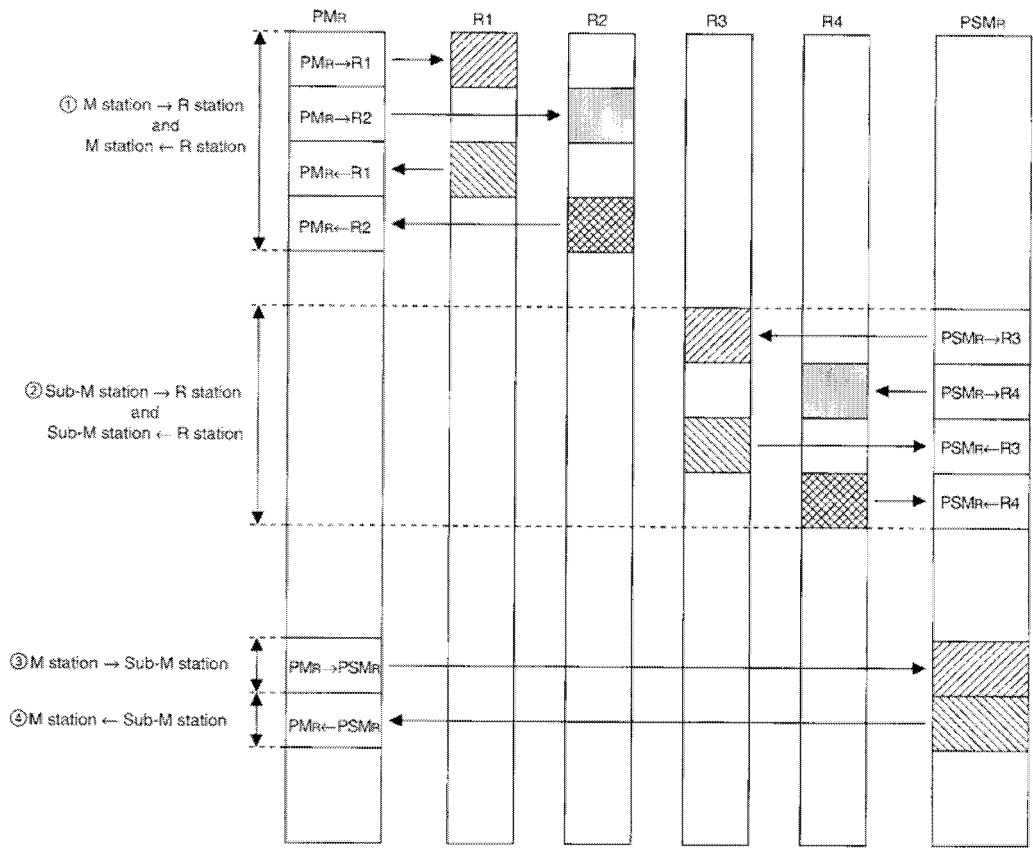 PMR R1 R2 R3 R4 PSMR
PMR→R1
① M station → R station
and
M station ← R station
PMR→R2
PMR←R1
PMR←R2
② Sub-M station → R station
and
Sub-M station ← R station
PSMR→R3
PSMR→R4
PSMR←R3
PSMR←R4
③ M station → Sub-M station
PMR→PSMR
④ M station ← Sub-M station
PMR←PSMR